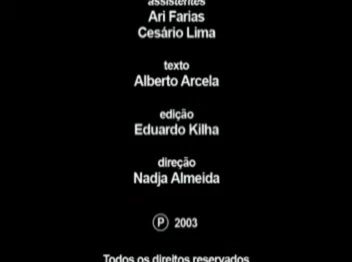 assistentes
Ari Farias
Cesário Lima
texto
Alberto Arcela
edição
Eduardo Kilha
direção
Nadja Almeida
Ⓟ 2003
Todos os direitos reservados